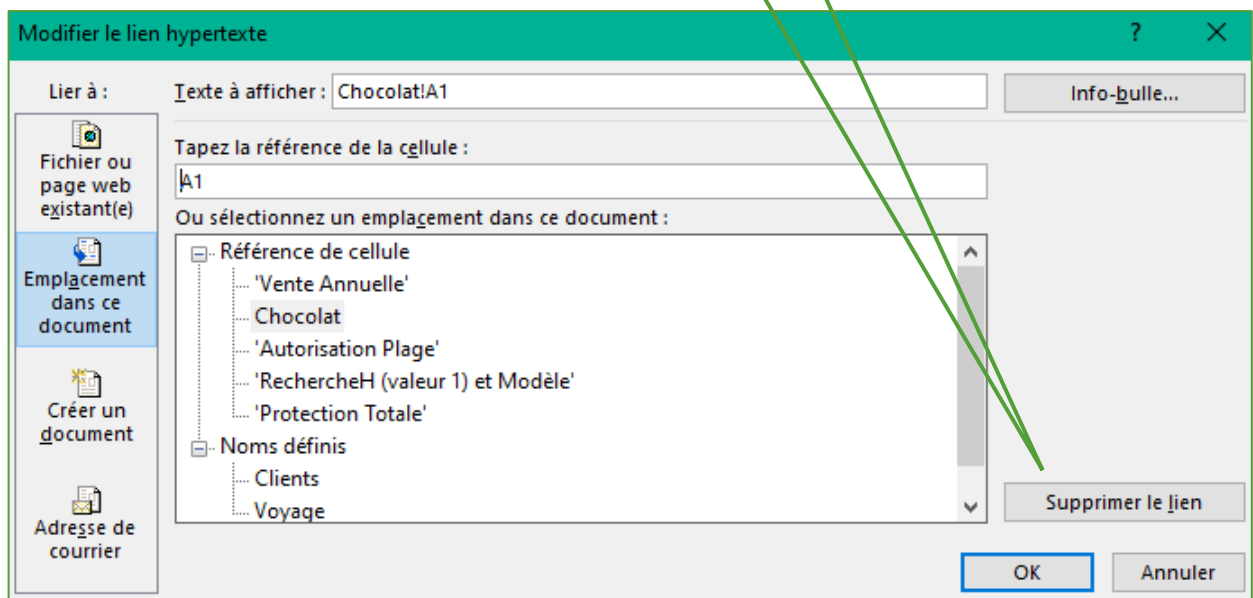 Modifier le lien hypertexte
?
Lier à :
Texte à afficher : Chocolat!A1
Info-bulle...
Fichier ou
page web
existant(e)
Tapez la référence de la cellule :
A1
Ou sélectionnez un emplacement dans ce document :
Emplacement
dans ce
document
Référence de cellule
'Vente Annuelle'
Chocolat
'Autorisation Plage'
'RechercheH (valeur 1) et Modèle'
'Protection Totale'
Noms définis
Clients
Voyage
Créer un
document
Adresse de
courrier
Supprimer le lien
OK
Annuler